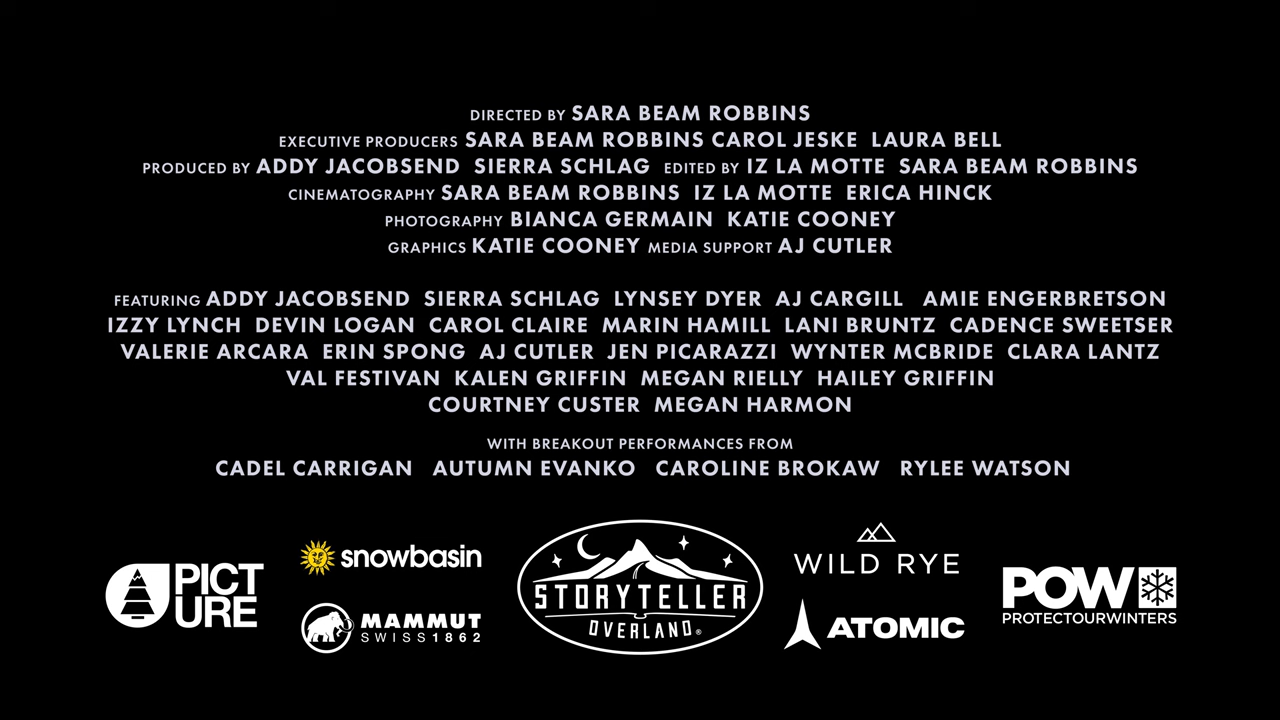 DIRECTED BY SARA BEAM ROBBINS
EXECUTIVE PRODUCERS SARA BEAM ROBBINS CAROL JESKE LAURA BELL
PRODUCED BY ADDY JACOBSEND SIERRA SCHLAG EDITED BY IZ LA MOTTE SARA BEAM ROBBINS
CINEMATOGRAPHY SARA BEAM ROBBINS IZ LA MOTTE ERICA HINCK
PHOTOGRAPHY BIANCA GERMAIN KATIE COONEY
GRAPHICS KATIE COONEY MEDIA SUPPORT AJ CUTLER
FEATURING ADDY JACOBSEND SIERRA SCHLAG LYNSEY DYER AJ CARGILL AMIE ENGERBRETSON
IZZY LYNCH DEVIN LOGAN CAROL CLAIRE MARIN HAMILL LANI BRUNTZ CADENCE SWEETSER
VALERIE ARCARA ERIN SPONG AJ CUTLER JEN PICARAZZI WYNTER MCBRIDE CLARA LANTZ
VAL FESTIVAN KALEN GRIFFIN MEGAN RIELLY HAILEY GRIFFIN
COURTNEY CUSTER MEGAN HARMON
WITH BREAKOUT PERFORMANCES FROM
CADEL CARRIGAN AUTUMN EVANKO CAROLINE BROKAW RYLEE WATSON
PICT
URE
snowbasin
MAMMUT
SWISS 1862
STORYTELLER
OVERLAND®
WILD RYE
ATOMIC
POW
PROTECTOURWINTERS